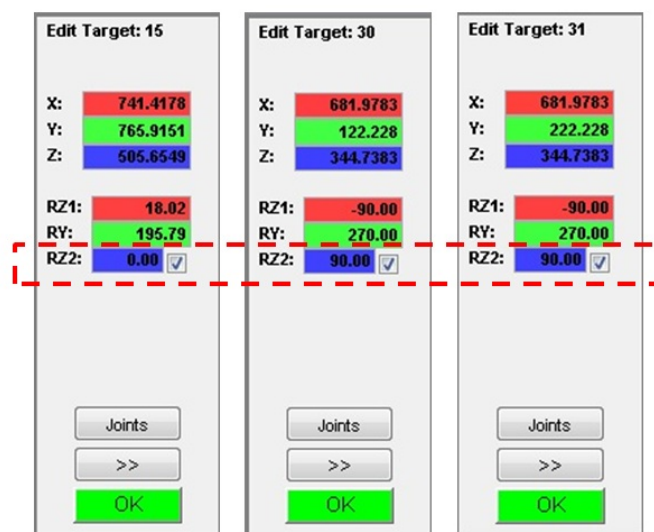 Edit Target: 15
X: 741.4178
Y: 765.9151
Z: 505.6549
RZ1: 18.02
RY: 195.79
RZ2: 0.00
Joints
>>
OK
Edit Target: 30
X: 681.9783
Y: 122.228
Z: 344.7383
RZ1: -90.00
RY: 270.00
RZ2: 90.00
Joints
>>
OK
Edit Target: 31
X: 681.9783
Y: 222.228
Z: 344.7383
RZ1: -90.00
RY: 270.00
RZ2: 90.00
Joints
>>
OK